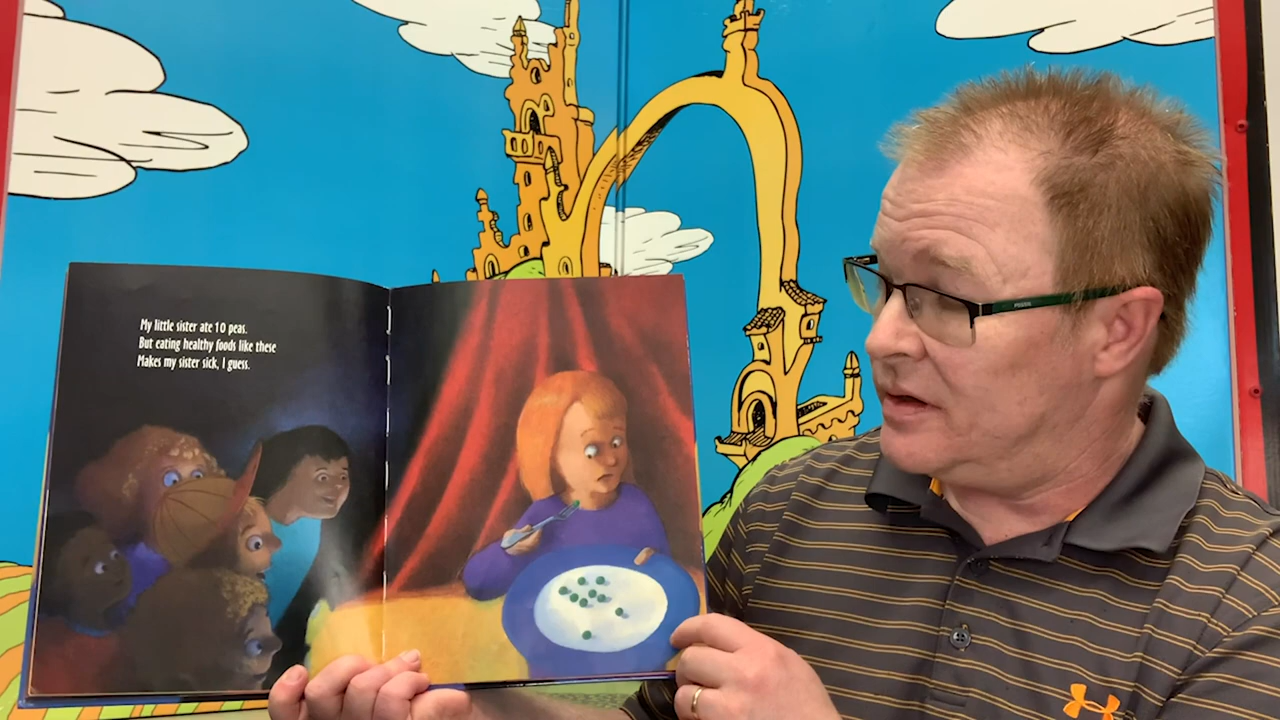 My little sister ate 10 peas.
But eating healthy foods like these
Makes my sister sick, I guess.